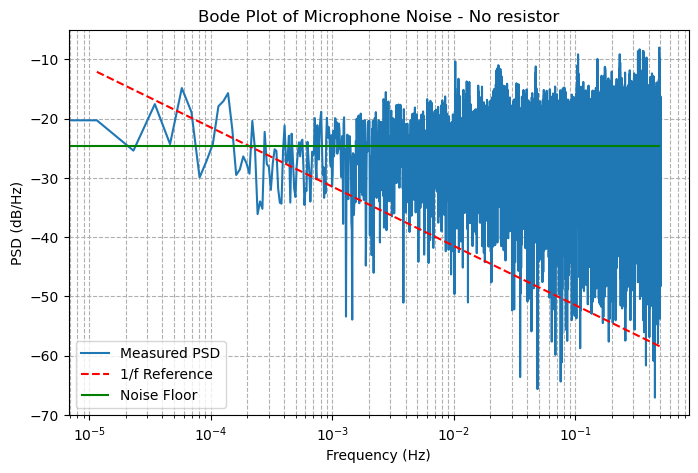 Bode Plot of Microphone Noise - No resistor
PSD (dB/Hz)
−10
−20
−30
−40
−50
−60
−70
Measured PSD
1/f Reference
Noise Floor
10⁻⁵ 10⁻⁴ 10⁻³ 10⁻² 10⁻¹
Frequency (Hz)